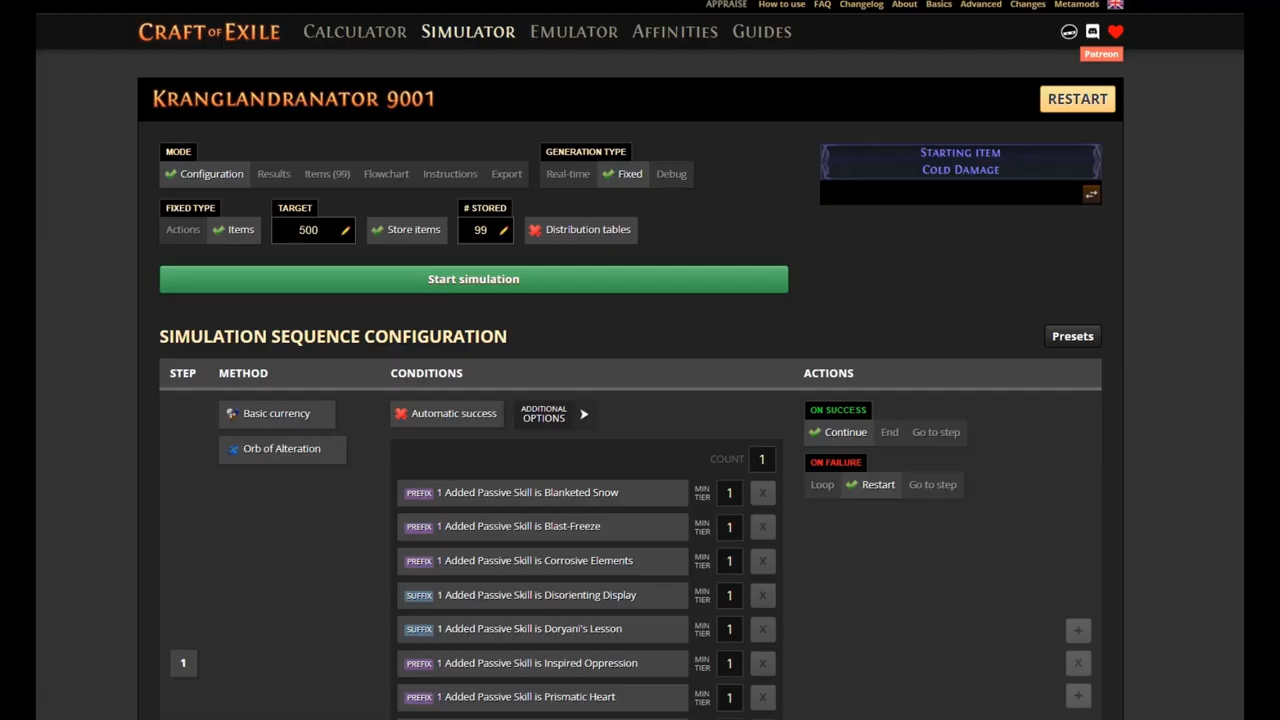 APPRAISE How to use FAQ Changelog About Basics Advanced Changes Metamods
CRAFT OF EXILE CALCULATOR SIMULATOR EMULATOR AFFINITIES GUIDES
Patreon
KRANGLANDRANATOR 9001 RESTART
MODE GENERATION TYPE
STARTING ITEM
Configuration Results Items (99) Flowchart Instructions Export Real-time Fixed Debug
COLD DAMAGE
FIXED TYPE TARGET # STORED
Actions Items 500 Store items 99 Distribution tables
Start simulation
SIMULATION SEQUENCE CONFIGURATION Presets
STEP METHOD CONDITIONS ACTIONS
Basic currency Automatic success ADDITIONAL OPTIONS ON SUCCESS
Continue End Go to step
Orb of Alteration
COUNT 1 ON FAILURE
Loop Restart Go to step
PREFIX 1 Added Passive Skill is Blanketed Snow MIN TIER 1 X
PREFIX 1 Added Passive Skill is Blast-Freeze MIN TIER 1 X
PREFIX 1 Added Passive Skill is Corrosive Elements MIN TIER 1 X
SUFFIX 1 Added Passive Skill is Disorienting Display MIN TIER 1 X
SUFFIX 1 Added Passive Skill is Doryani's Lesson MIN TIER 1 X +
1 PREFIX 1 Added Passive Skill is Inspired Oppression MIN TIER 1 X X
PREFIX 1 Added Passive Skill is Prismatic Heart MIN TIER 1 X +